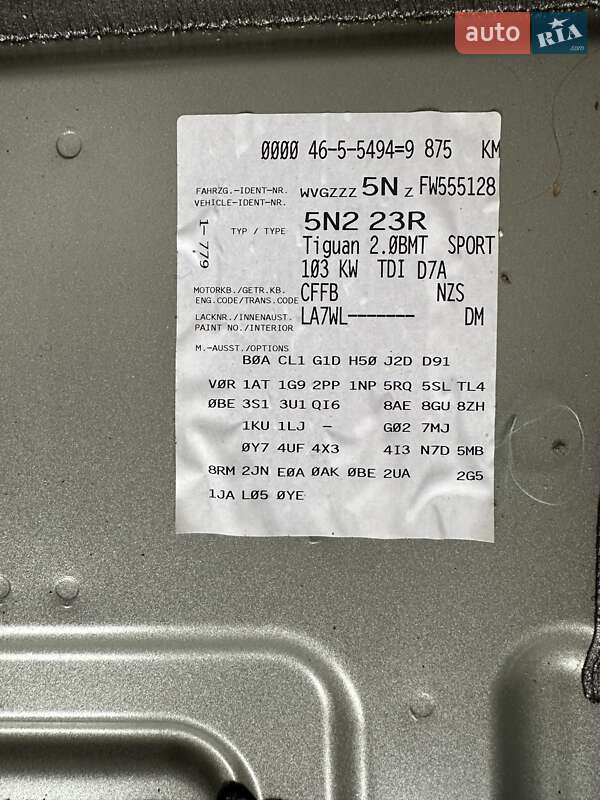 auto RIA.com
0000 46-5-5494=9 875 KM
FAHRZG.-IDENT-NR. WVGZZZ 5N Z FW555128
VEHICLE-IDENT-NR.
1- 779
5N2 23R
TYP / TYPE
Tiguan 2.0BMT SPORT
103 KW TDI D7A
MOTORKB./GETR.KB. CFFB NZS
ENG.CODE/TRANS.CODE
LACKNR./INNENAUST. LA7WL------- DM
PAINT NO./INTERIOR
M.-AUSST./OPTIONS
B0A CL1 G1D H50 J2D D91
V0R 1AT 1G9 2PP 1NP 5RQ 5SL TL4
0BE 3S1 3U1 QI6 8AE 8GU 8ZH
1KU 1LJ - G02 7MJ
0Y7 4UF 4X3 4I3 N7D 5MB
8RM 2JN E0A 0AK 0BE 2UA 2G5
1JA L05 0YE